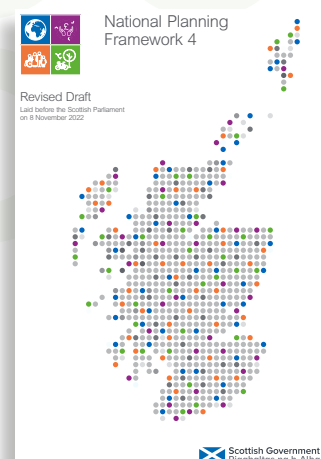 National Planning
Framework 4
Revised Draft
Laid before the Scottish Parliament
on 8 November 2022
Scottish Government